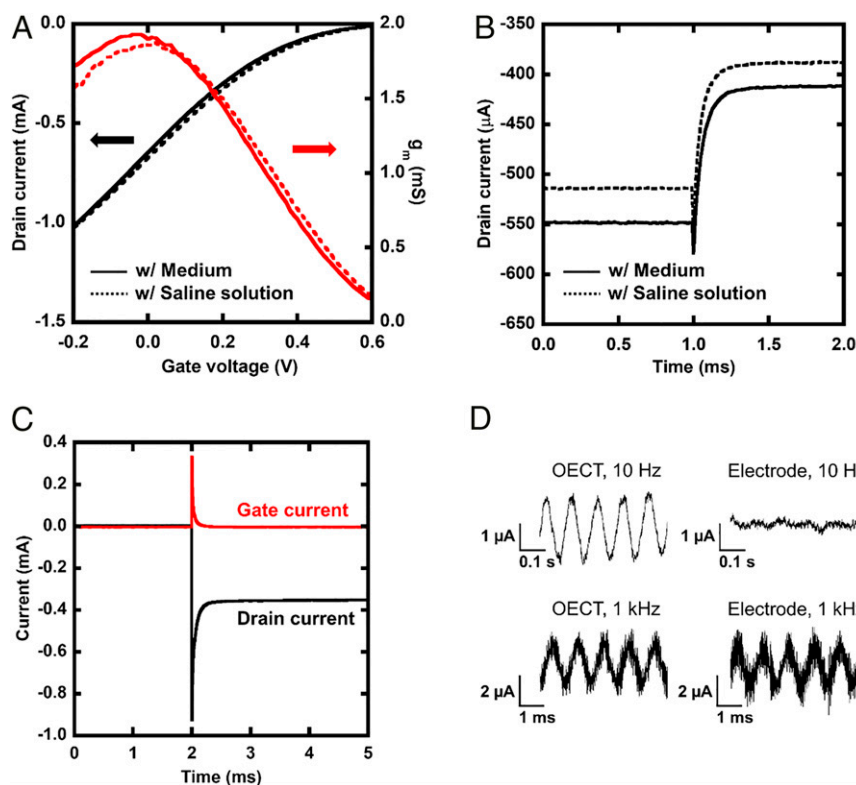 A
Drain current (mA)
0.0
-0.5
-1.0
-1.5
2.0
1.5
1.0
0.5
0.0
gm (mS)
w/ Medium
w/ Saline solution
-0.2 0.0 0.2 0.4 0.6
Gate voltage (V)
B
Drain current (μA)
-350
-400
-450
-500
-550
-600
-650
w/ Medium
w/ Saline solution
0.0 0.5 1.0 1.5 2.0
Time (ms)
C
Current (mA)
0.4
0.2
0.0
-0.2
-0.4
-0.6
-0.8
-1.0
Gate current
Drain current
0 1 2 3 4 5
Time (ms)
D
OECT, 10 Hz
Electrode, 10 H
1 μA
0.1 s
1 μA
0.1 s
OECT, 1 kHz
Electrode, 1 kHz
2 μA
1 ms
2 μA
1 ms